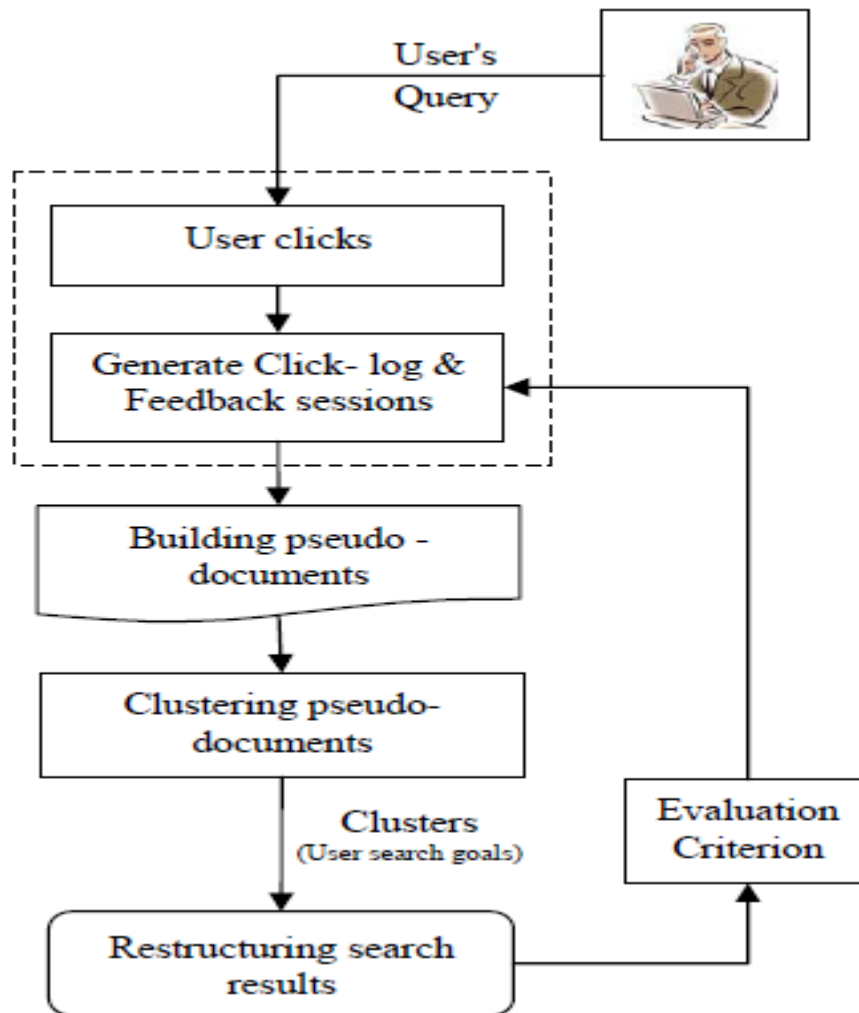 User's
Query
User clicks
Generate Click- log &
Feedback sessions
Building pseudo -
documents
Clustering pseudo-
documents
Clusters
(User search goals)
Evaluation
Criterion
Restructuring search
results